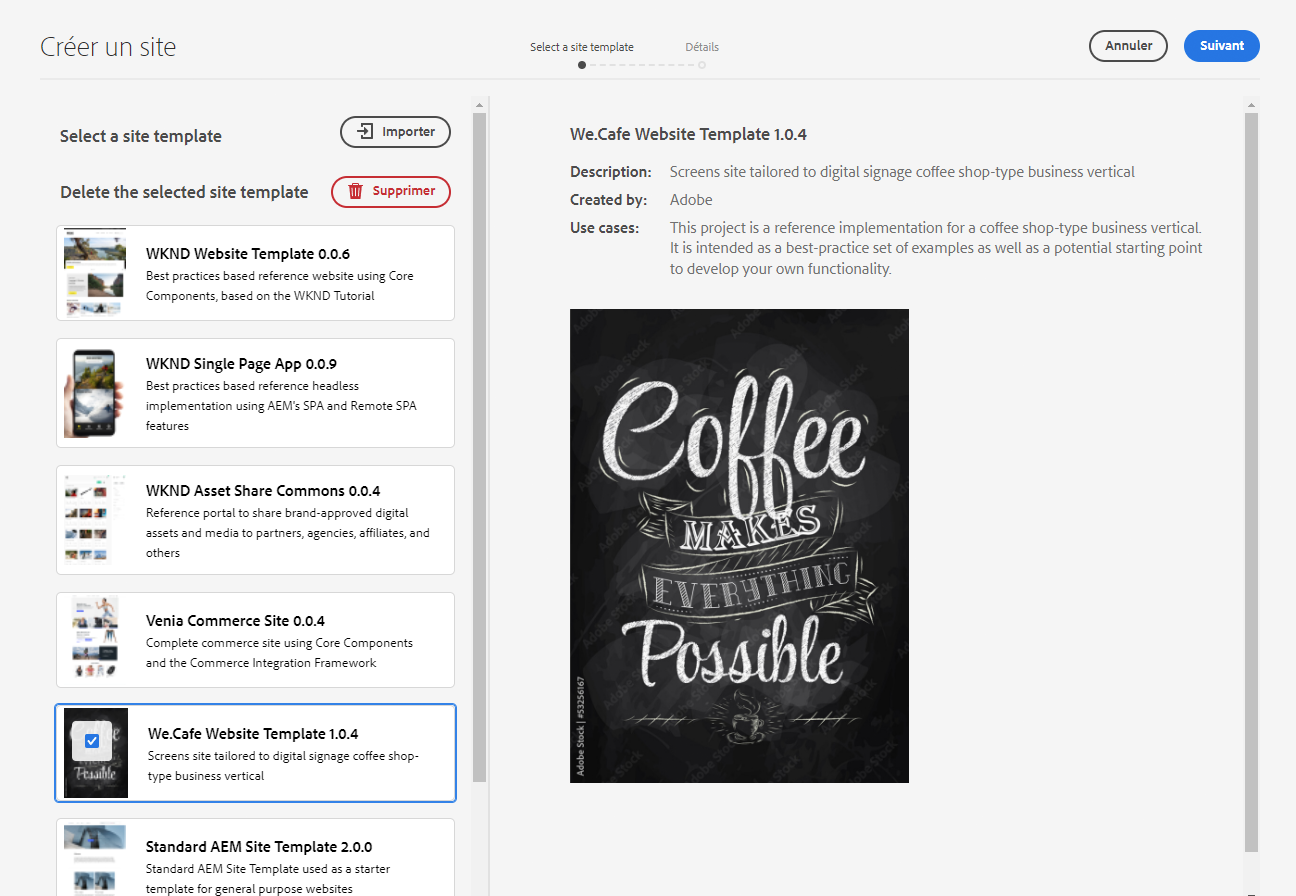 Créer un site
Select a site template
Détails
Annuler
Suivant
Select a site template
Importer
Delete the selected site template
Supprimer
WKND Website Template 0.0.6
Best practices based reference website using Core
Components, based on the WKND Tutorial
WKND Single Page App 0.0.9
Best practices based reference headless
implementation using AEM's SPA and Remote SPA
features
WKND Asset Share Commons 0.0.4
Reference portal to share brand-approved digital
assets and media to partners, agencies, affiliates, and
others
Venia Commerce Site 0.0.4
Complete commerce site using Core Components
and the Commerce Integration Framework
Possible
We.Cafe Website Template 1.0.4
Screens site tailored to digital signage coffee shop-
type business vertical
Standard AEM Site Template 2.0.0
Standard AEM Site Template used as a starter
template for general purpose websites
We.Cafe Website Template 1.0.4
Description: Screens site tailored to digital signage coffee shop-type business vertical
Created by: Adobe
Use cases: This project is a reference implementation for a coffee shop-type business vertical.
It is intended as a best-practice set of examples as well as a potential starting point
to develop your own functionality.
Coffee
MAKES
EVERYTHING
Possible
Adobe Stock | #53256167